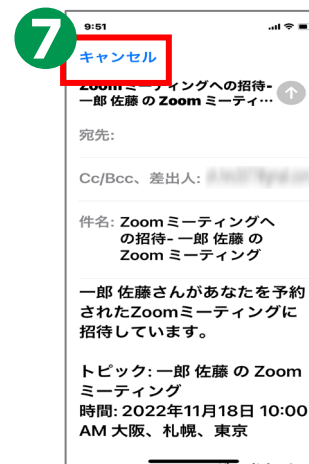 7
9:51
キャンセル
Zoomミーティングへの招待-
一郎 佐藤 の Zoom ミーティ…
宛先:
Cc/Bcc、差出人:
件名: Zoomミーティングへ
の招待- 一郎 佐藤 の
Zoom ミーティング
一郎 佐藤さんがあなたを予約
されたZoomミーティングに
招待しています。
トピック: 一郎 佐藤 の Zoom
ミーティング
時間: 2022年11月18日 10:00
AM 大阪、札幌、東京